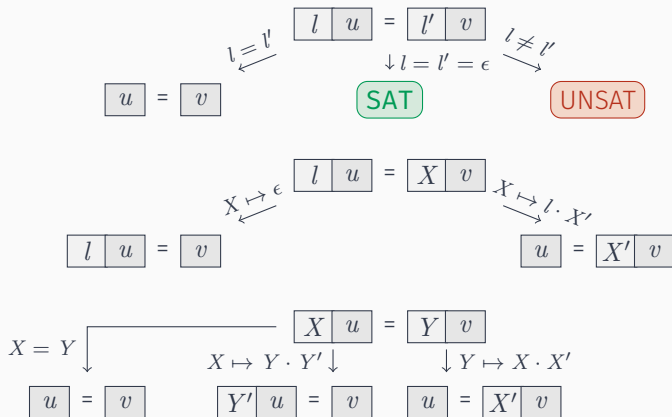 l u = l' v
l = l'
↓ l = l' = ϵ
l ≠ l'
u = v
SAT
UNSAT
l u = X v
X ↦ ϵ
X ↦ l · X'
l u = v
u = X' v
X u = Y v
X = Y
X ↦ Y · Y' ↓
↓ Y ↦ X · X'
u = v
Y' u = v
u = X' v